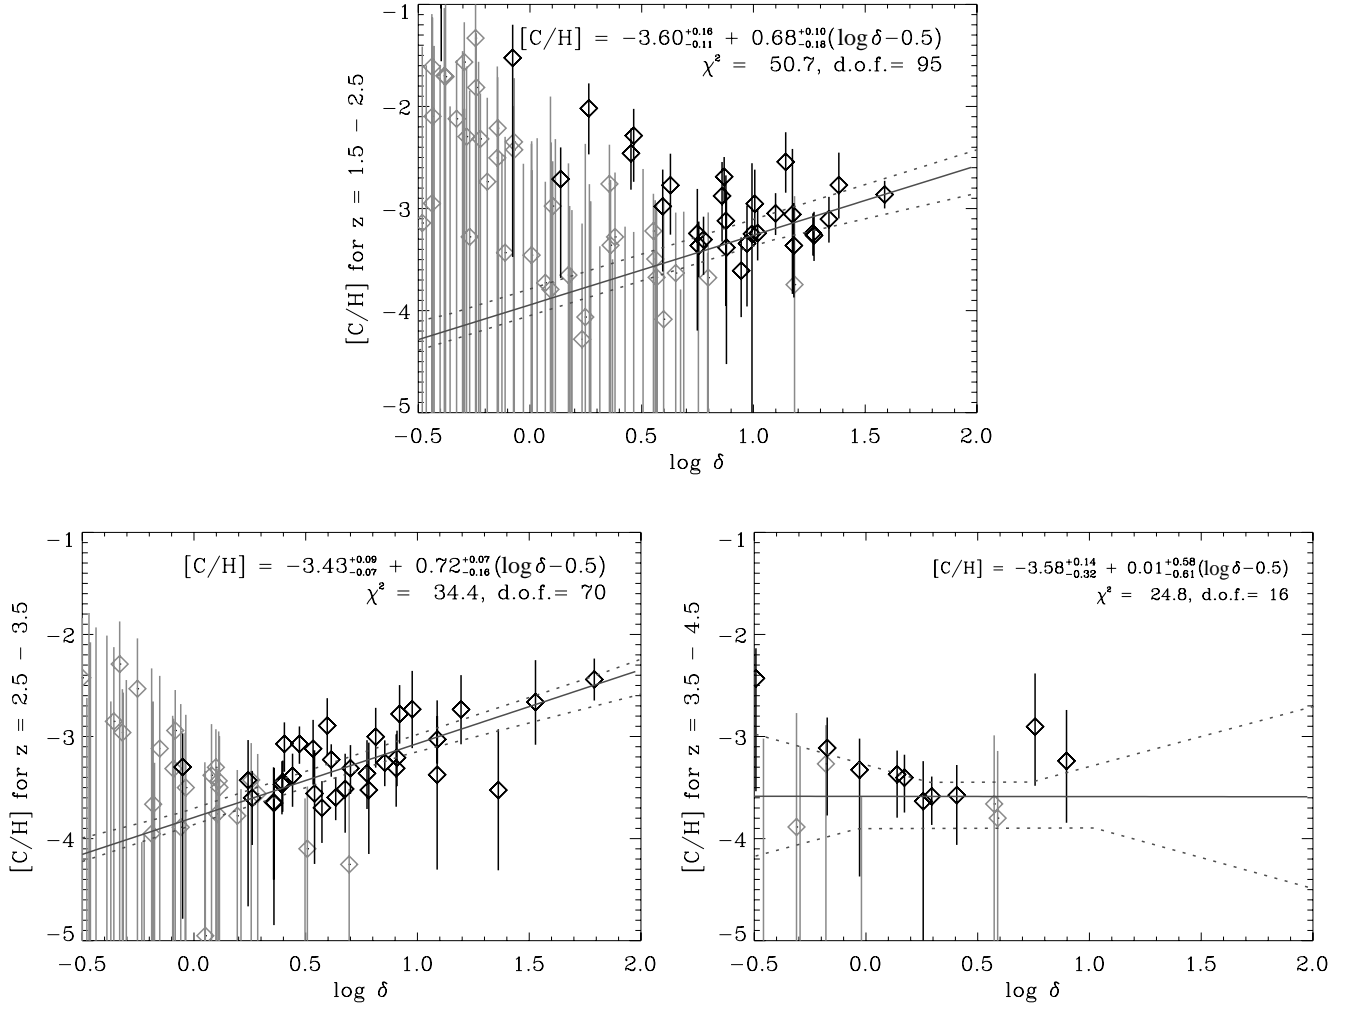 [C/H] = −3.60+0.16−0.11 + 0.68+0.10−0.18(log δ−0.5)
χ² = 50.7, d.o.f.= 95
[C/H] for z = 1.5 − 2.5
−1
−2
−3
−4
−5
−0.5 0.0 0.5 1.0 1.5 2.0
log δ
[C/H] = −3.43+0.09−0.07 + 0.72+0.07−0.16(log δ−0.5)
χ² = 34.4, d.o.f.= 70
[C/H] for z = 2.5 − 3.5
−1
−2
−3
−4
−5
−0.5 0.0 0.5 1.0 1.5 2.0
log δ
[C/H] = −3.58+0.14−0.32 + 0.01+0.58−0.61(log δ−0.5)
χ² = 24.8, d.o.f.= 16
[C/H] for z = 3.5 − 4.5
−1
−2
−3
−4
−5
−0.5 0.0 0.5 1.0 1.5 2.0
log δ